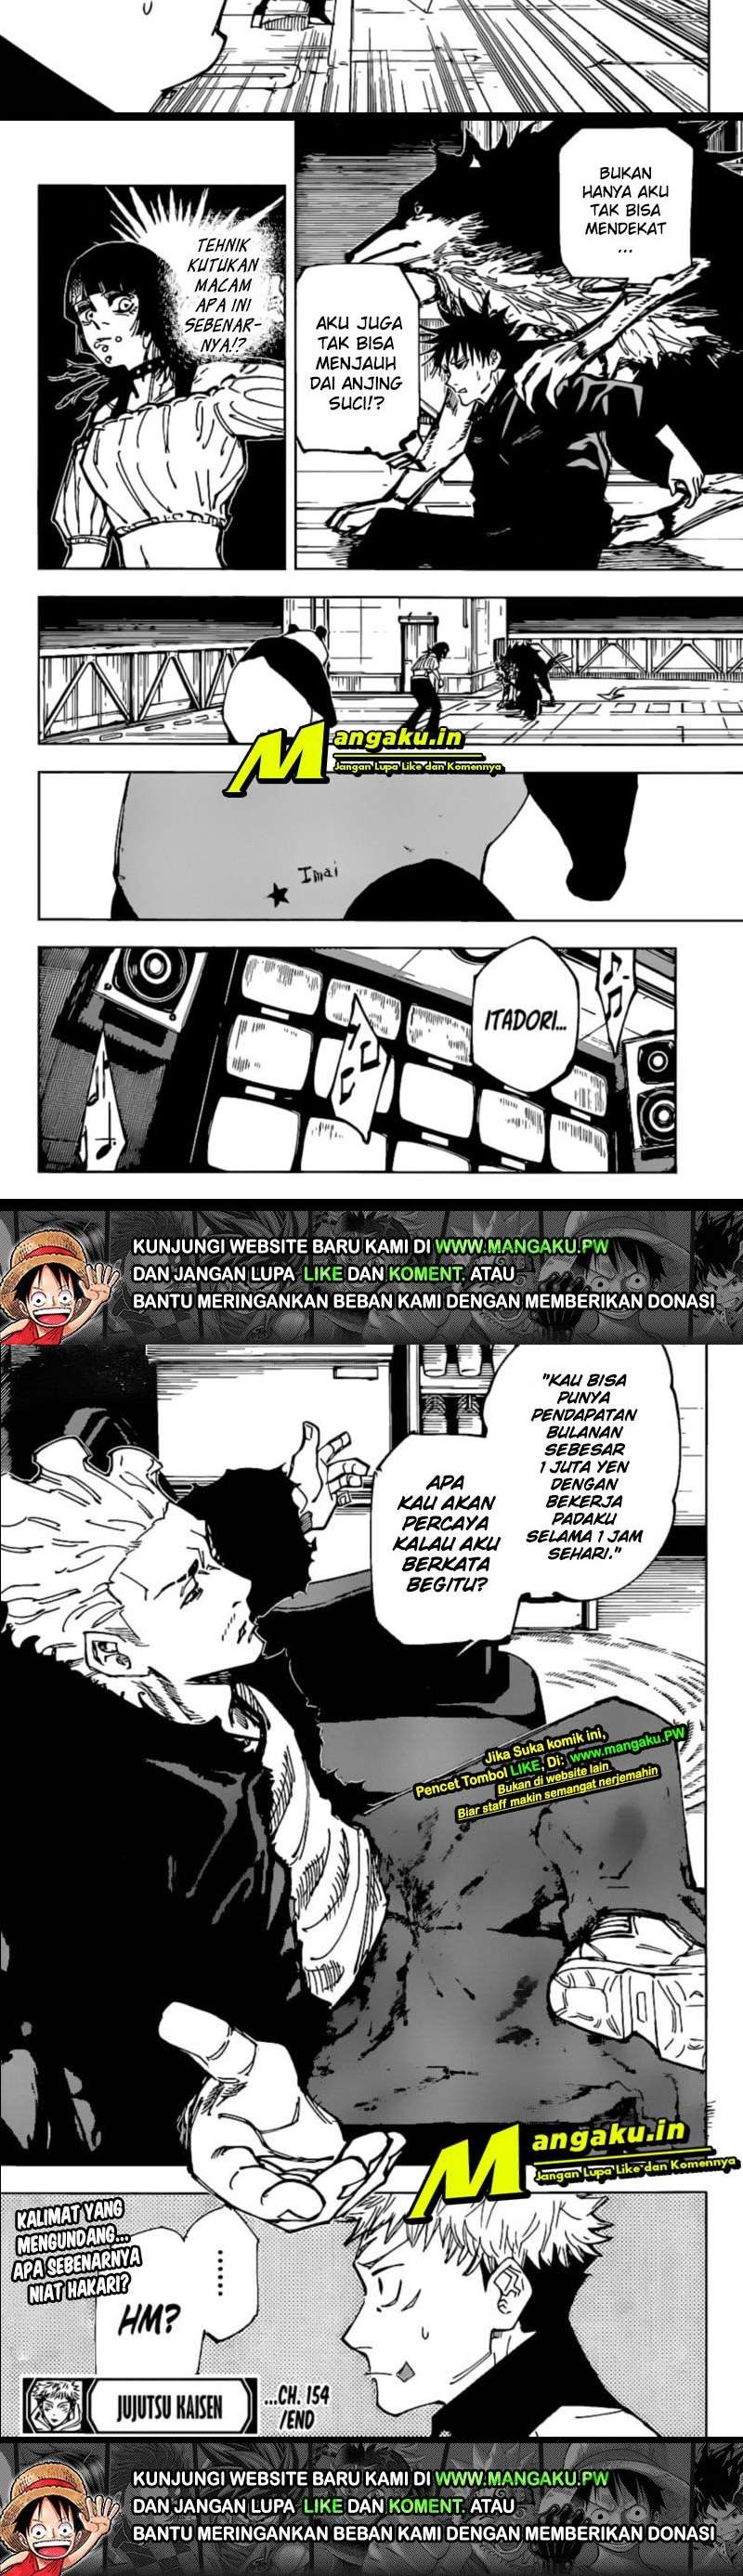 BUKAN
HANYA AKU
TAK BISA
MENDEKAT
...
AKU JUGA
TAK BISA
MENJAUH
DAI ANJING
SUCI!?
TEHNIK
KUTUKAN
MACAM
APA INI
SEBENAR-
NYA!?
Mangaku.in
Jangan Lupa Like dan Komennya
Imai
ITADORI...
KUNJUNGI WEBSITE BARU KAMI DI WWW.MANGAKU.PW
DAN JANGAN LUPA LIKE DAN KOMENT. ATAU
BANTU MERINGANKAN BEBAN KAMI DENGAN MEMBERIKAN DONASI
"KAU BISA
PUNYA
PENDAPATAN
BULANAN
SEBESAR
1 JUTA YEN
DENGAN
BEKERJA
PADAKU
SELAMA 1 JAM
SEHARI."
APA
KAU AKAN
PERCAYA
KALAU AKU
BERKATA
BEGITU?
Jika Suka komik ini,
Pencet Tombol LIKE, Di: www.mangaku.PW
Bukan di website lain
Biar staff makin semangat nerjemahin
Mangaku.in
Jangan Lupa Like dan Komennya
KALIMAT YANG
MENGUNDANG...
APA SEBENARNYA
NIAT HAKARI?
......
HM?
JUJUTSU KAISEN
...CH. 154
/END
KUNJUNGI WEBSITE BARU KAMI DI WWW.MANGAKU.PW
DAN JANGAN LUPA LIKE DAN KOMENT. ATAU
BANTU MERINGANKAN BEBAN KAMI DENGAN MEMBERIKAN DONASI